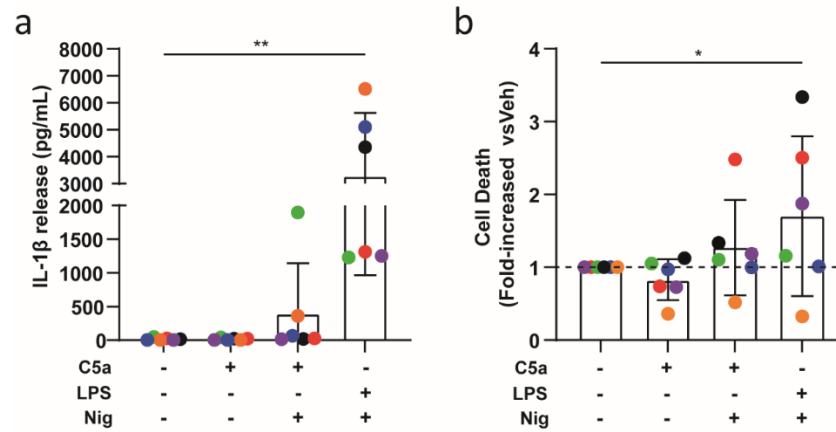 a
**
8000
7000
6000
5000
4000
3000
2000
1500
1000
500
0
IL-1β release (pg/mL)
C5a - + + -
LPS - - - +
Nig - - + +
b
*
4
3
2
1
0
Cell Death
(Fold-increased vsVeh)
C5a - + + -
LPS - - - +
Nig - - + +